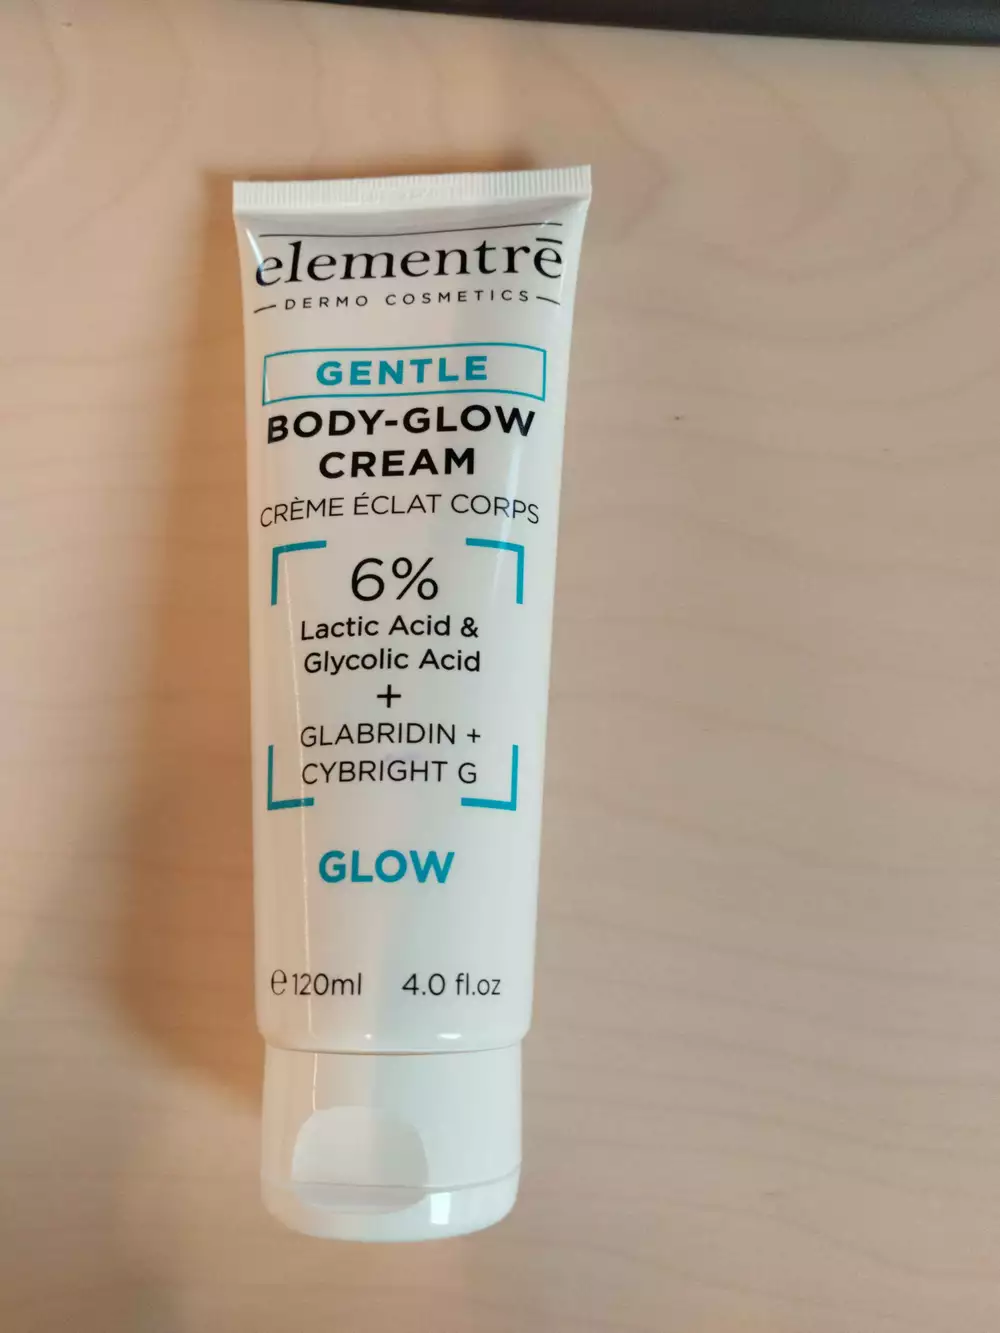 elementrē
DERMO COSMETICS
GENTLE
BODY-GLOW
CREAM
CRÈME ÉCLAT CORPS
6%
Lactic Acid &
Glycolic Acid
+
GLABRIDIN +
CYBRIGHT G
GLOW
℮120ml 4.0 fl.oz